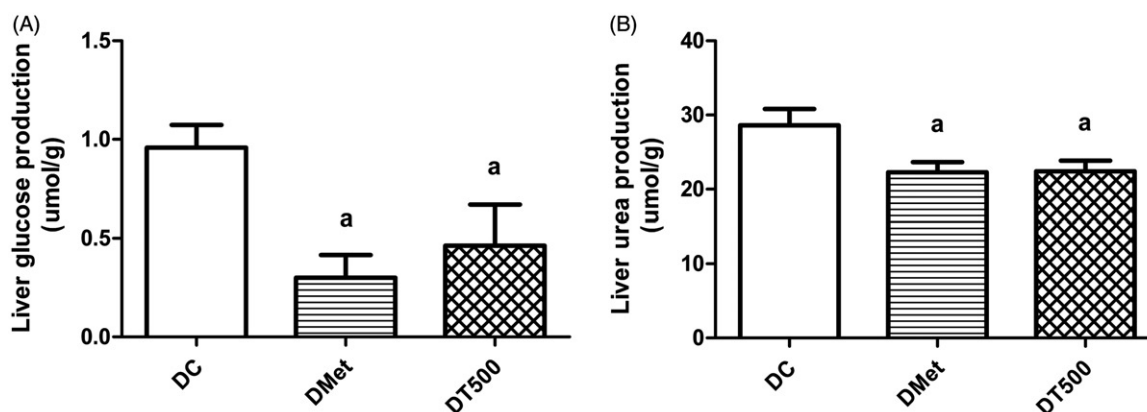 (A)
Liver glucose production
(umol/g)
1.5
1.0
0.5
0.0
a
a
DC
DMet
DT500
(B)
Liver urea production
(umol/g)
40
30
20
10
0
a
a
DC
DMet
DT500